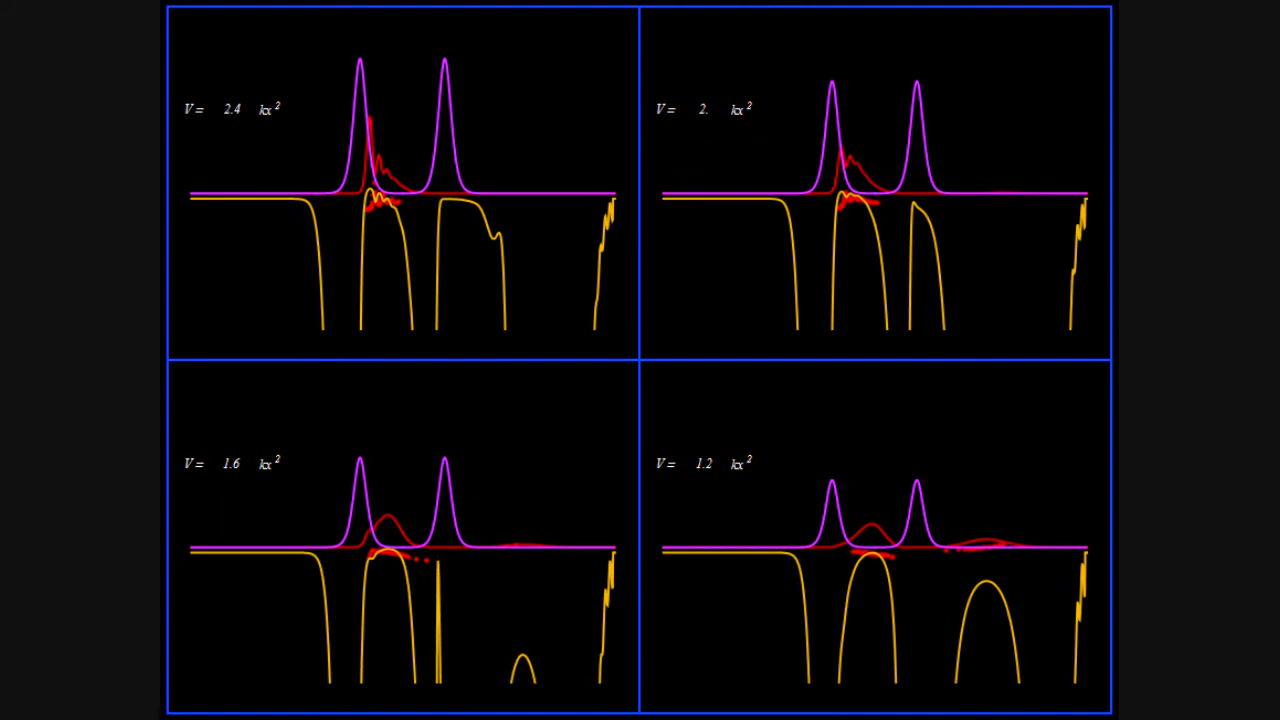 V = 2.4 kx²
V = 2. kx²
V = 1.6 kx²
V = 1.2 kx²